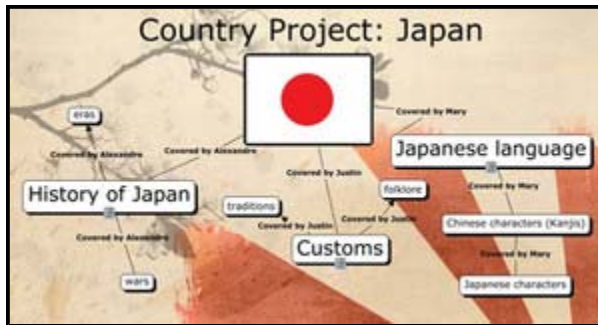 Country Project: Japan
eras
Covered by Mary
Covered by Alexandre
Covered by Alexandre
Japanese language
Covered by Justin
Covered by Mary
History of Japan
folklore
traditions
Covered by Justin
Covered by Justin
Chinese characters (Kanjis)
Covered by Alexandre
Customs
Covered by Mary
wars
Japanese characters